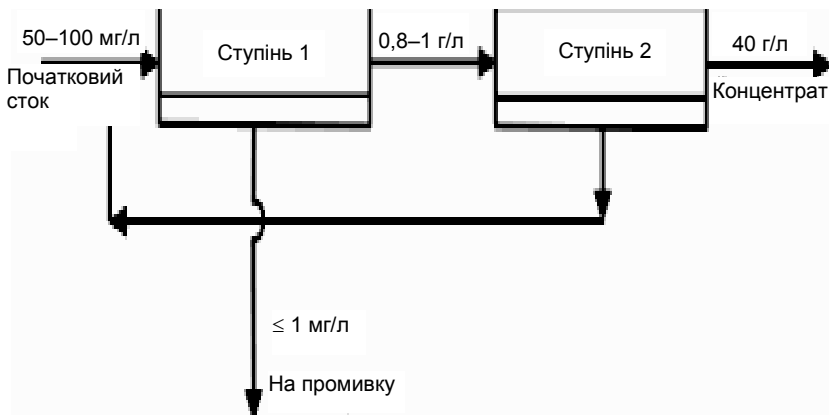 50–100 мг/л
Ступінь 1
0,8–1 г/л
Ступінь 2
40 г/л
Початковий
сток
Концентрат
≤ 1 мг/л
На промивку